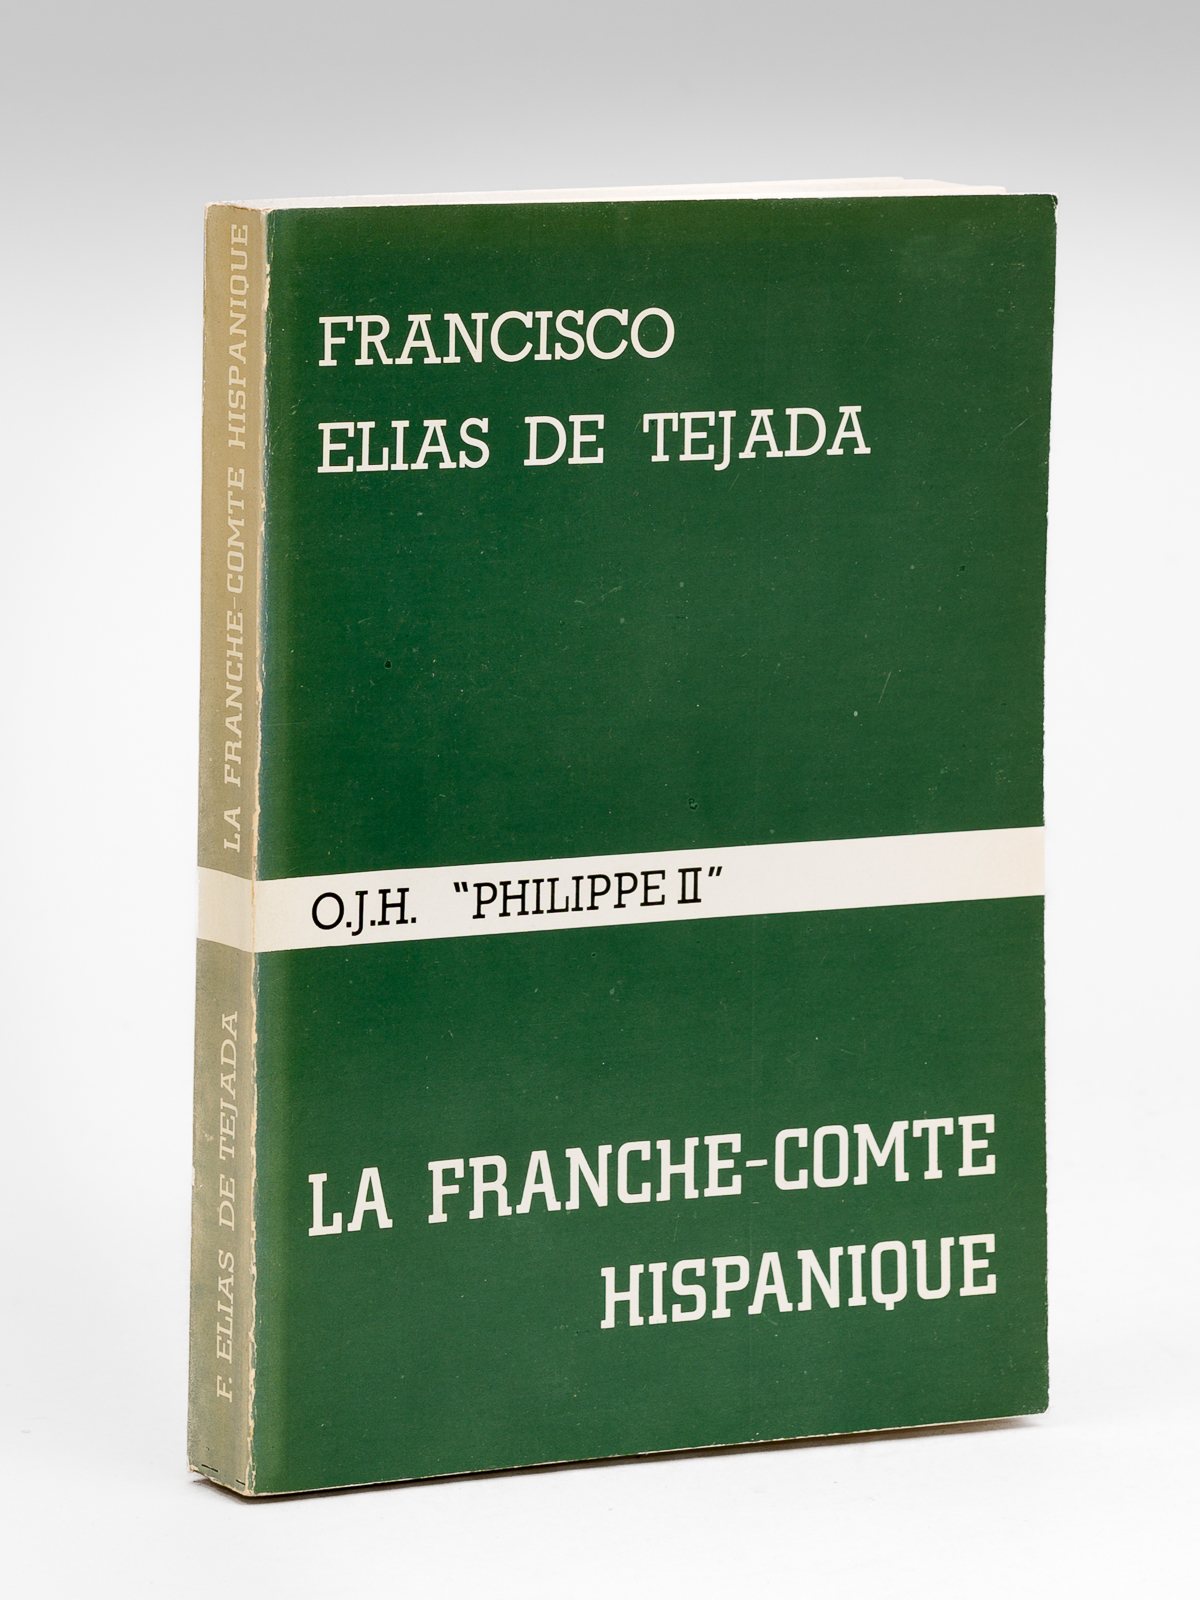 FRANCISCO
ELIAS DE TEJADA
O.J.H. "PHILIPPE II"
LA FRANCHE-COMTE
HISPANIQUE
F. ELIAS DE TEJADA
LA FRANCHE-COMTE HISPANIQUE